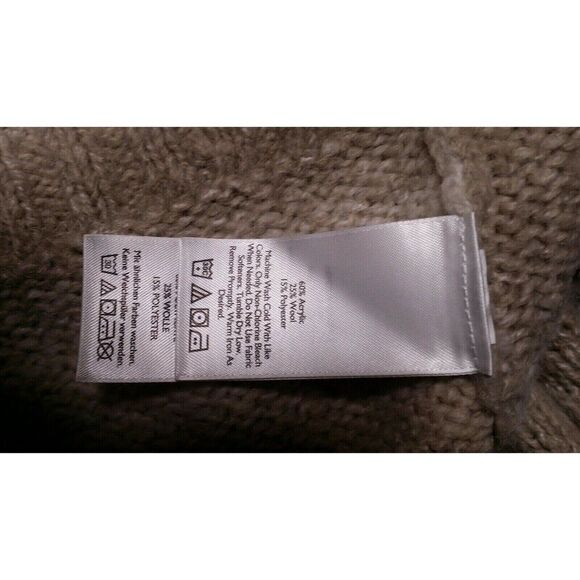 60% Acrylic
25% Wool
15% Polyester
Machine Wash Cold With Like
Colors. Only Non-Chlorine Bleach
When Needed. Do Not Use Fabric
Softeners. Tumble Dry Low.
Remove Promptly. Warm Iron As
Desired.
25% WOLLE
15% POLYESTER
30
Mit ähnlichen Farben waschen.
Keine Weichspüler verwenden.